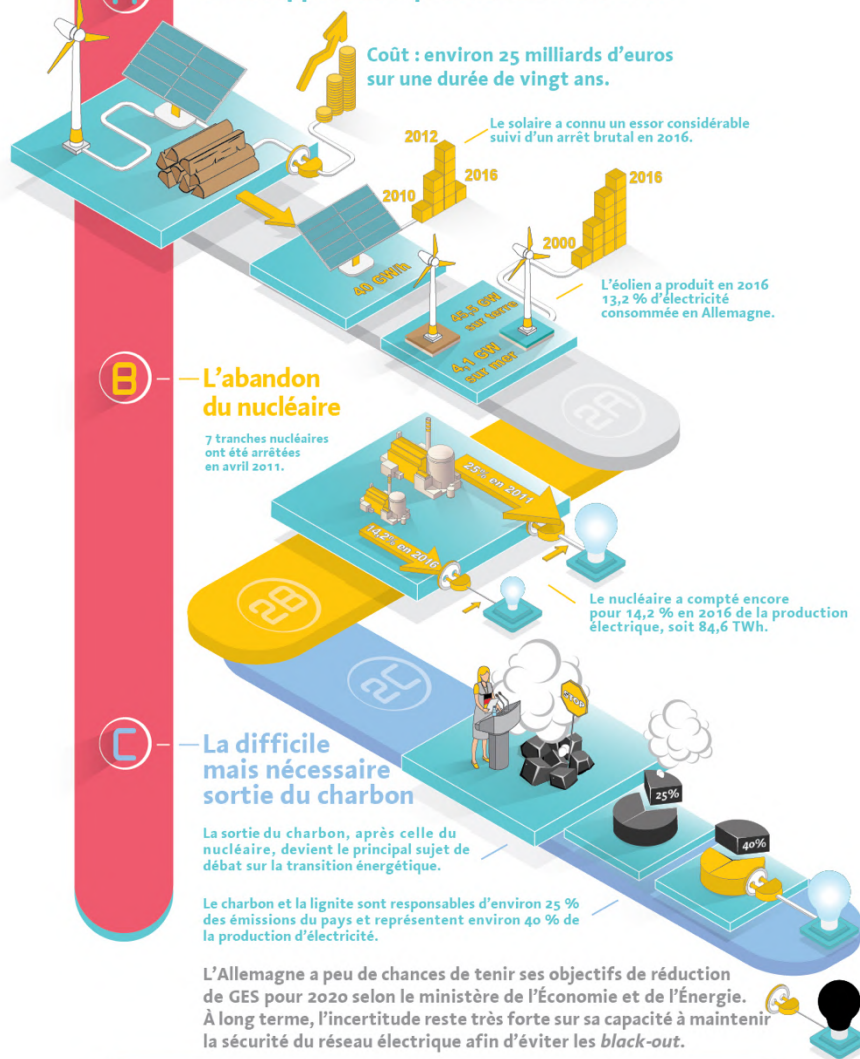 Coût : environ 25 milliards d’euros
sur une durée de vingt ans.
Le solaire a connu un essor considérable
suivi d’un arrêt brutal en 2016.
2012
2016
2010
40 GW/h
2016
2000
45,5 GW
sur terre
4,1 GW
sur mer
L’éolien a produit en 2016
13,2 % d’électricité
consommée en Allemagne.
2A
B
L’abandon
du nucléaire
7 tranches nucléaires
ont été arrêtées
en avril 2011.
25% en 2011
14,2% en 2016
Le nucléaire a compté encore
pour 14,2 % en 2016 de la production
électrique, soit 84,6 TWh.
2B
2C
STOP
C
La difficile
mais nécessaire
sortie du charbon
25%
40%
La sortie du charbon, après celle du
nucléaire, devient le principal sujet de
débat sur la transition énergétique.
Le charbon et la lignite sont responsables d’environ 25 %
des émissions du pays et représentent environ 40 % de
la production d’électricité.
L’Allemagne a peu de chances de tenir ses objectifs de réduction
de GES pour 2020 selon le ministère de l’Économie et de l’Énergie.
À long terme, l’incertitude reste très forte sur sa capacité à maintenir
la sécurité du réseau électrique afin d’éviter les black-out.